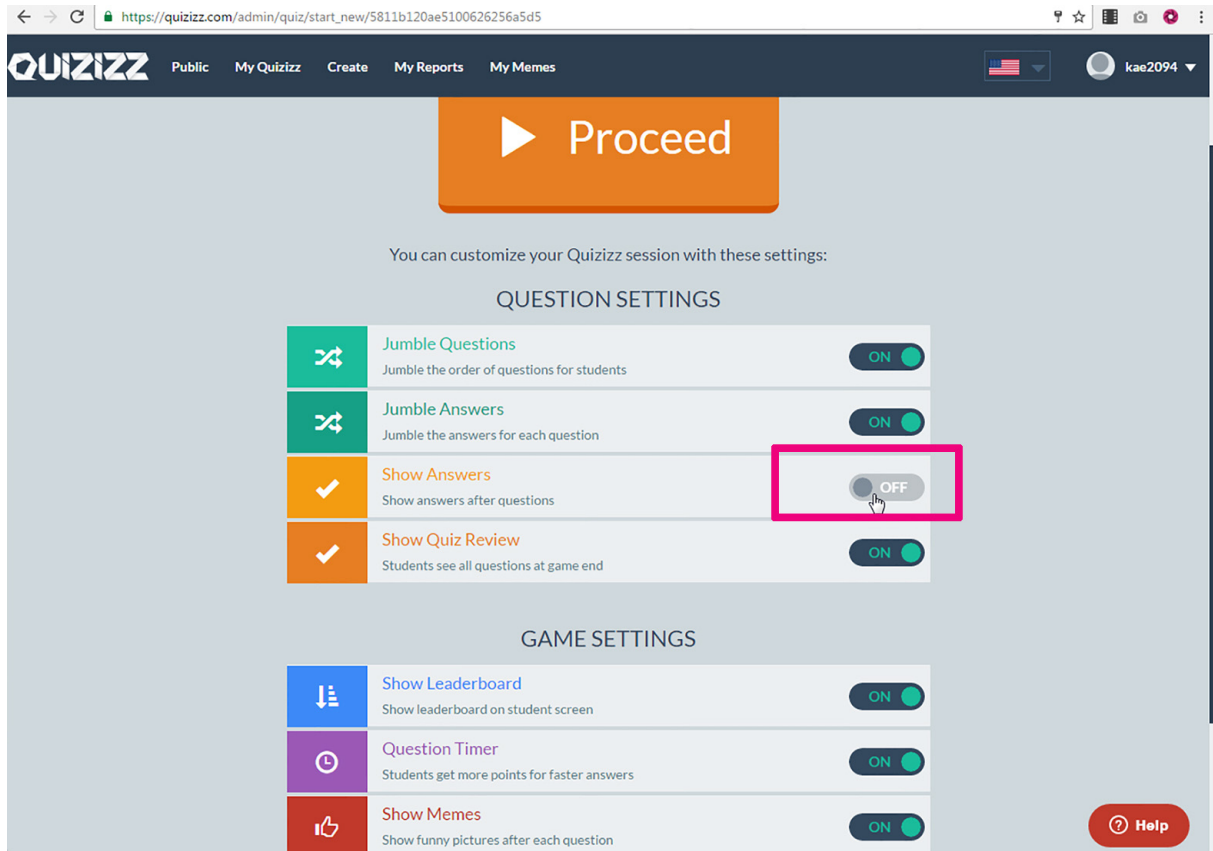 https://quizizz.com/admin/quiz/start_new/5811b120ae5100626256a5d5
QUIZIZZ Public My Quizizz Create My Reports My Memes kae2094
Proceed
You can customize your Quizizz session with these settings:
QUESTION SETTINGS
Jumble Questions
Jumble the order of questions for students
ON
Jumble Answers
Jumble the answers for each question
ON
Show Answers
Show answers after questions
OFF
Show Quiz Review
Students see all questions at game end
ON
GAME SETTINGS
Show Leaderboard
Show leaderboard on student screen
ON
Question Timer
Students get more points for faster answers
ON
Show Memes
Show funny pictures after each question
ON
Help